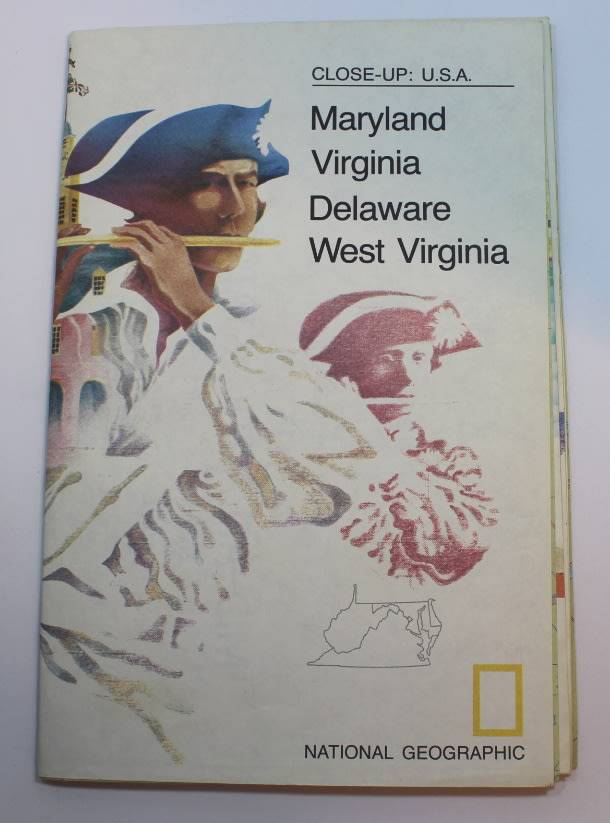 CLOSE-UP: U.S.A.
Maryland
Virginia
Delaware
West Virginia
NATIONAL GEOGRAPHIC